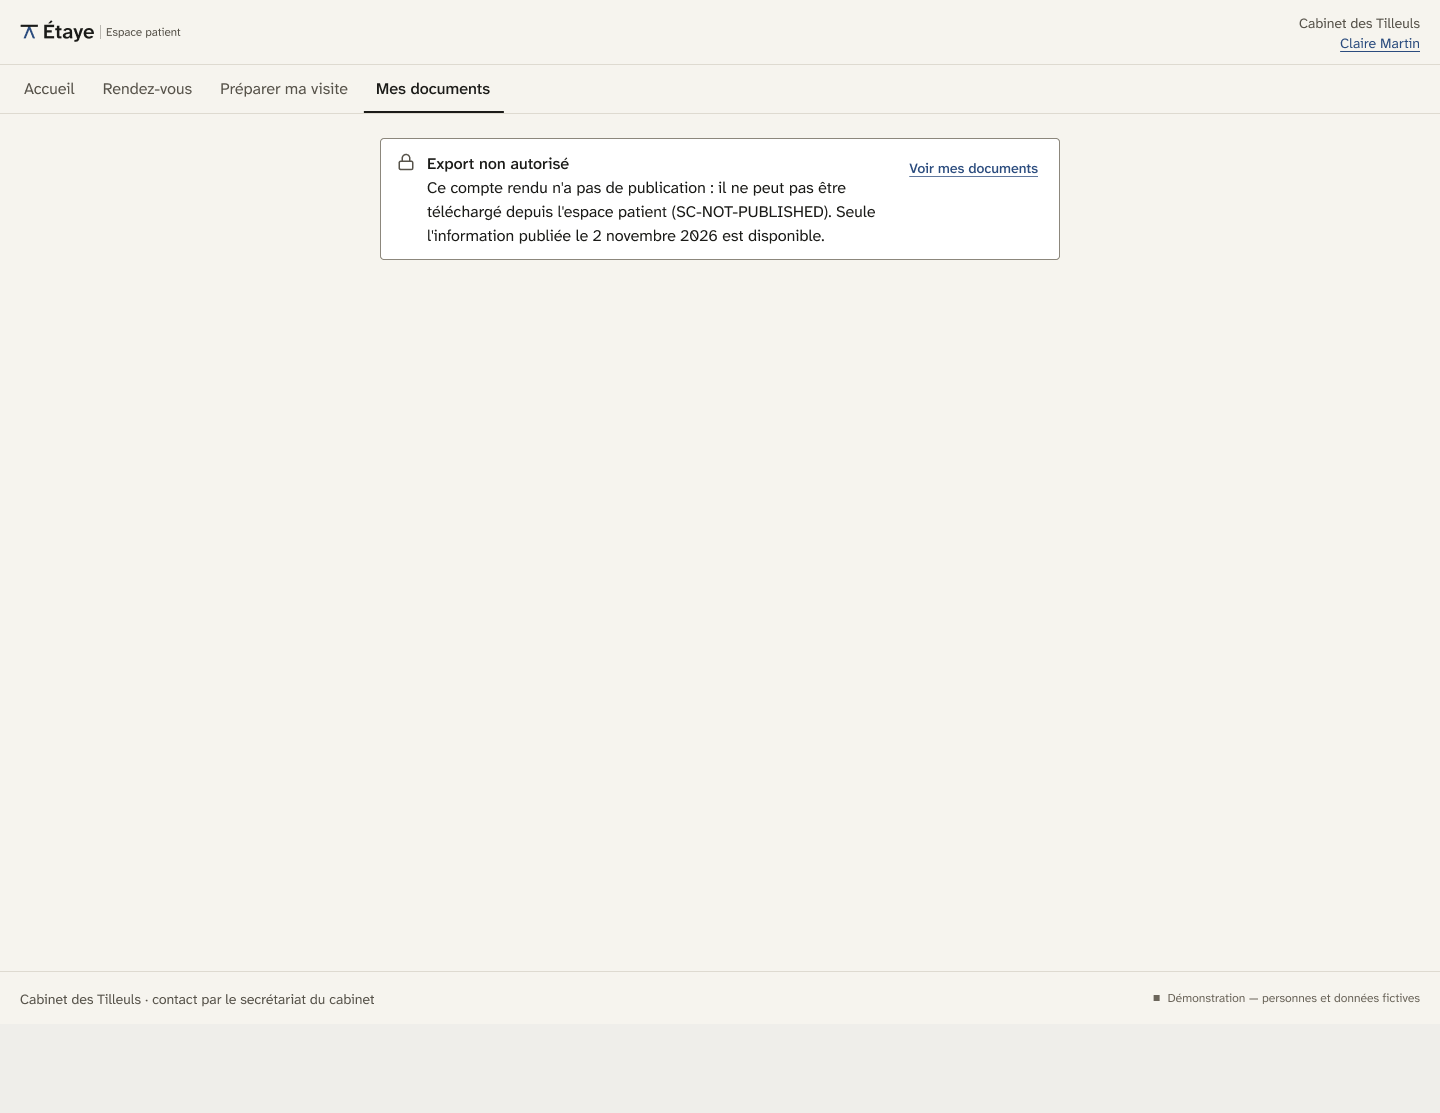 Étaye
Espace patient
Cabinet des Tilleuls
Claire Martin
Accueil
Rendez-vous
Préparer ma visite
Mes documents
Export non autorisé
Voir mes documents
Ce compte rendu n'a pas de publication : il ne peut pas être
téléchargé depuis l'espace patient (SC-NOT-PUBLISHED). Seule
l'information publiée le 2 novembre 2026 est disponible.
Cabinet des Tilleuls · contact par le secrétariat du cabinet
Démonstration — personnes et données fictives